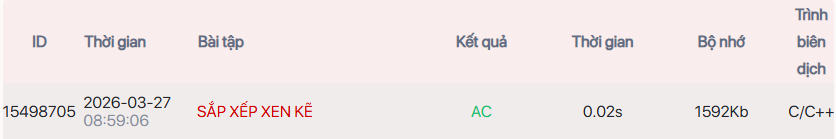 ID Thời gian Bài tập Kết quả Thời gian Bộ nhớ Trình biên dịch
15498705 2026-03-27 08:59:06 SẮP XẾP XEN KẼ AC 0.02s 1592Kb C/C++